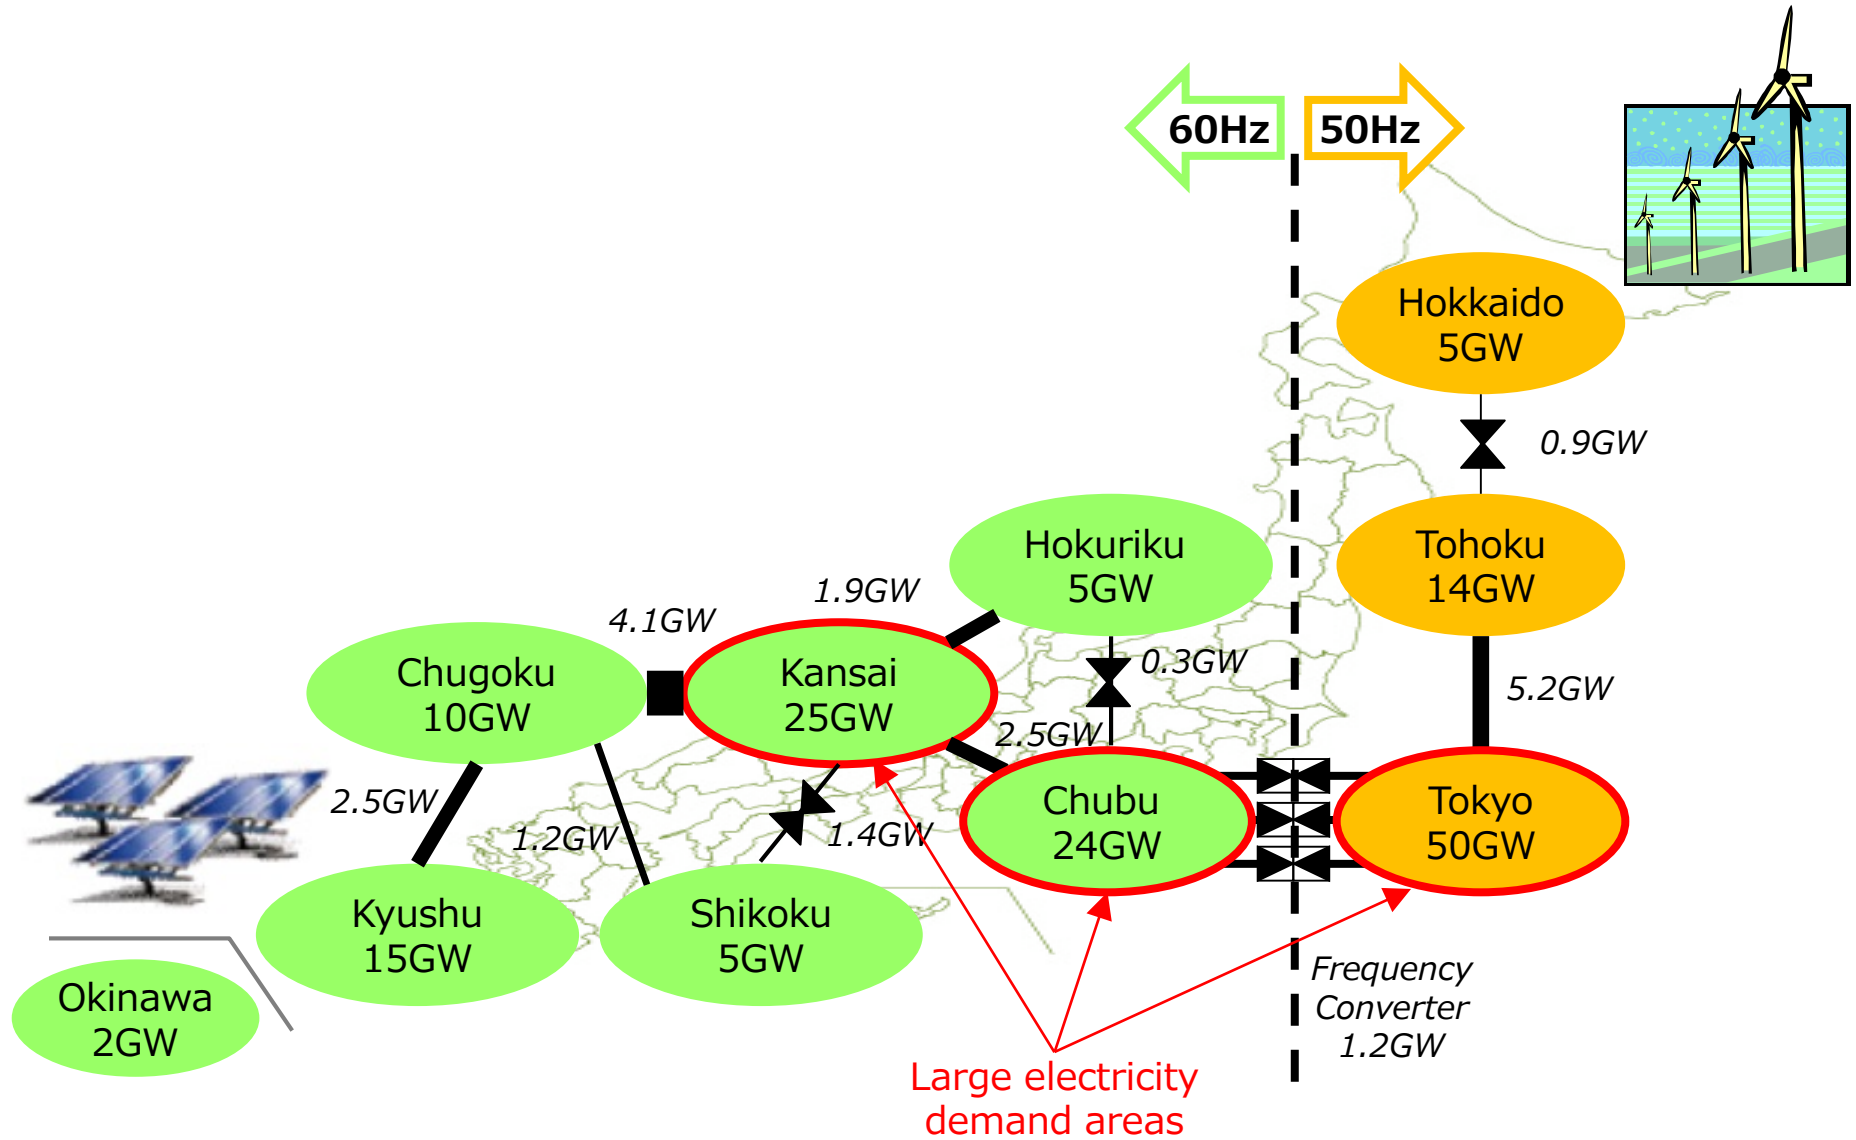 60Hz
50Hz
Hokkaido
5GW
0.9GW
Hokuriku
5GW
Tohoku
14GW
1.9GW
4.1GW
Chugoku
10GW
Kansai
25GW
0.3GW
5.2GW
2.5GW
2.5GW
1.2GW
1.4GW
Chubu
24GW
Tokyo
50GW
Kyushu
15GW
Shikoku
5GW
Okinawa
2GW
Frequency
Converter
1.2GW
Large electricity
demand areas